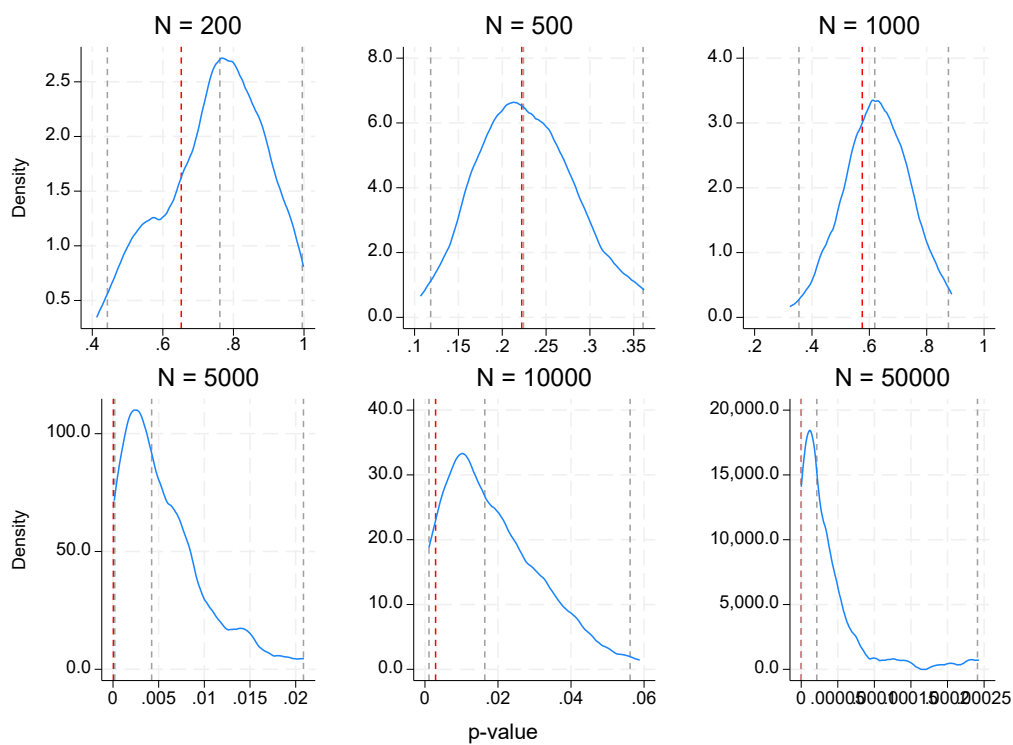 N = 200
Density
2.5
2.0
1.5
1.0
0.5
.4 .6 .8 1
N = 500
8.0
6.0
4.0
2.0
0.0
.1 .15 .2 .25 .3 .35
N = 1000
4.0
3.0
2.0
1.0
0.0
.2 .4 .6 .8 1
N = 5000
Density
100.0
50.0
0.0
0 .005 .01 .015 .02
N = 10000
40.0
30.0
20.0
10.0
0.0
0 .02 .04 .06
N = 50000
20,000.0
15,000.0
10,000.0
5,000.0
0.0
0 .00005 .0001 .00015 .0002 .00025
p-value